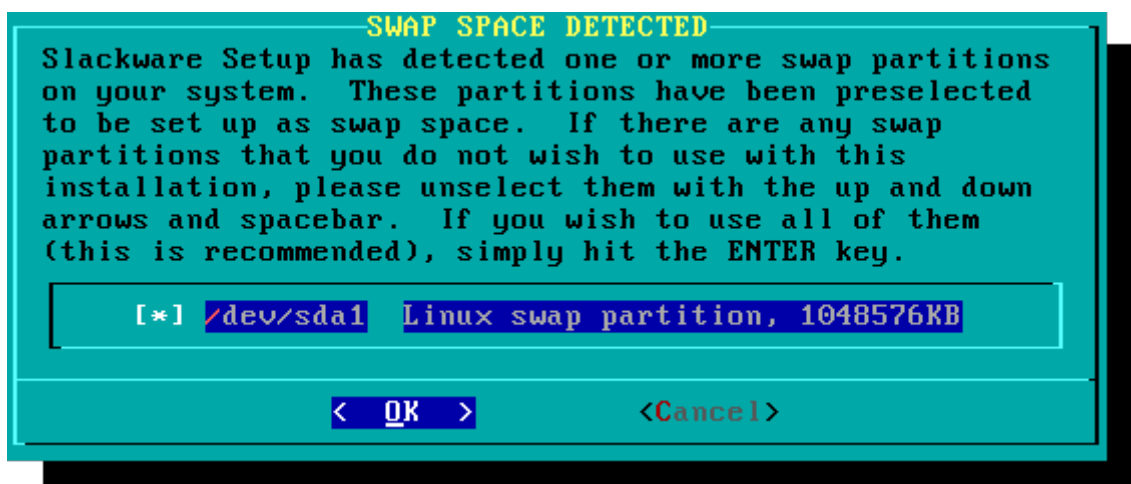 SWAP SPACE DETECTED
Slackware Setup has detected one or more swap partitions
on your system.  These partitions have been preselected
to be set up as swap space.  If there are any swap
partitions that you do not wish to use with this
installation, please unselect them with the up and down
arrows and spacebar.  If you wish to use all of them
(this is recommended), simply hit the ENTER key.
[*] /dev/sda1  Linux swap partition, 1048576KB
<  OK  > <Cancel>